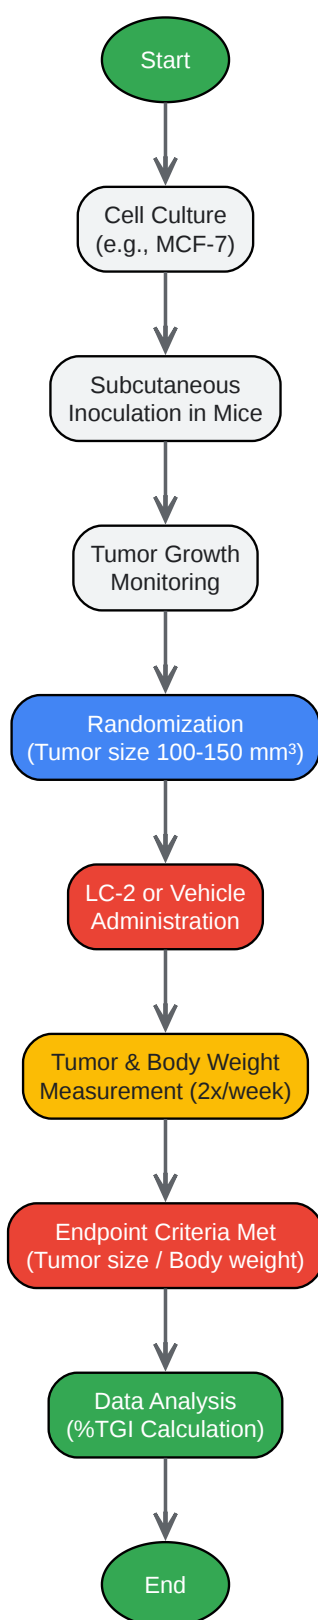 Start
Cell Culture
(e.g., MCF-7)
Subcutaneous
Inoculation in Mice
Tumor Growth
Monitoring
Randomization
(Tumor size 100-150 mm³)
LC-2 or Vehicle
Administration
Tumor & Body Weight
Measurement (2x/week)
Endpoint Criteria Met
(Tumor size / Body weight)
Data Analysis
(%TGI Calculation)
End